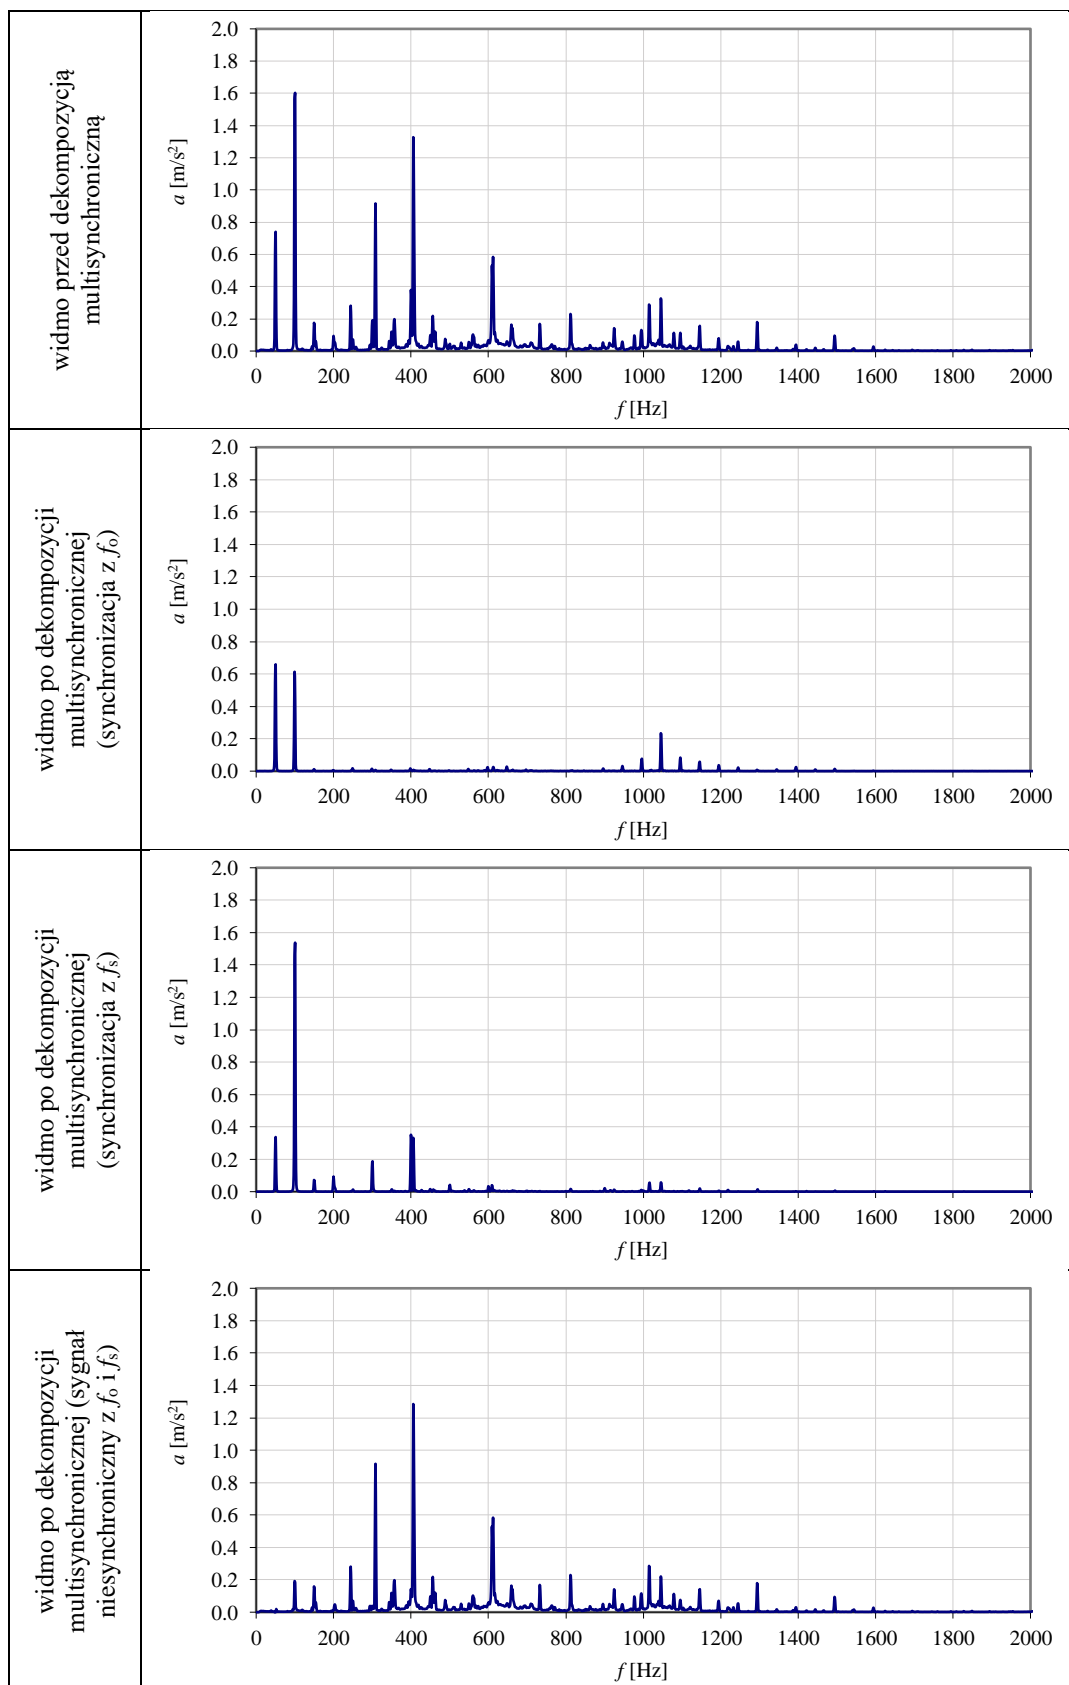 widmo przed dekompozycją
multisynchroniczną
2.0
1.8
1.6
1.4
1.2
1.0
0.8
0.6
0.4
0.2
0.0
a [m/s²]
0 200 400 600 800 1000 1200 1400 1600 1800 2000
f [Hz]
widmo po dekompozycji
multisynchronicznej
(synchronizacja z fo)
2.0
1.8
1.6
1.4
1.2
1.0
0.8
0.6
0.4
0.2
0.0
a [m/s²]
0 200 400 600 800 1000 1200 1400 1600 1800 2000
f [Hz]
widmo po dekompozycji
multisynchronicznej
(synchronizacja z fs)
2.0
1.8
1.6
1.4
1.2
1.0
0.8
0.6
0.4
0.2
0.0
a [m/s²]
0 200 400 600 800 1000 1200 1400 1600 1800 2000
f [Hz]
widmo po dekompozycji
multisynchronicznej (sygnał
niesynchroniczny z fo i fs)
2.0
1.8
1.6
1.4
1.2
1.0
0.8
0.6
0.4
0.2
0.0
a [m/s²]
0 200 400 600 800 1000 1200 1400 1600 1800 2000
f [Hz]